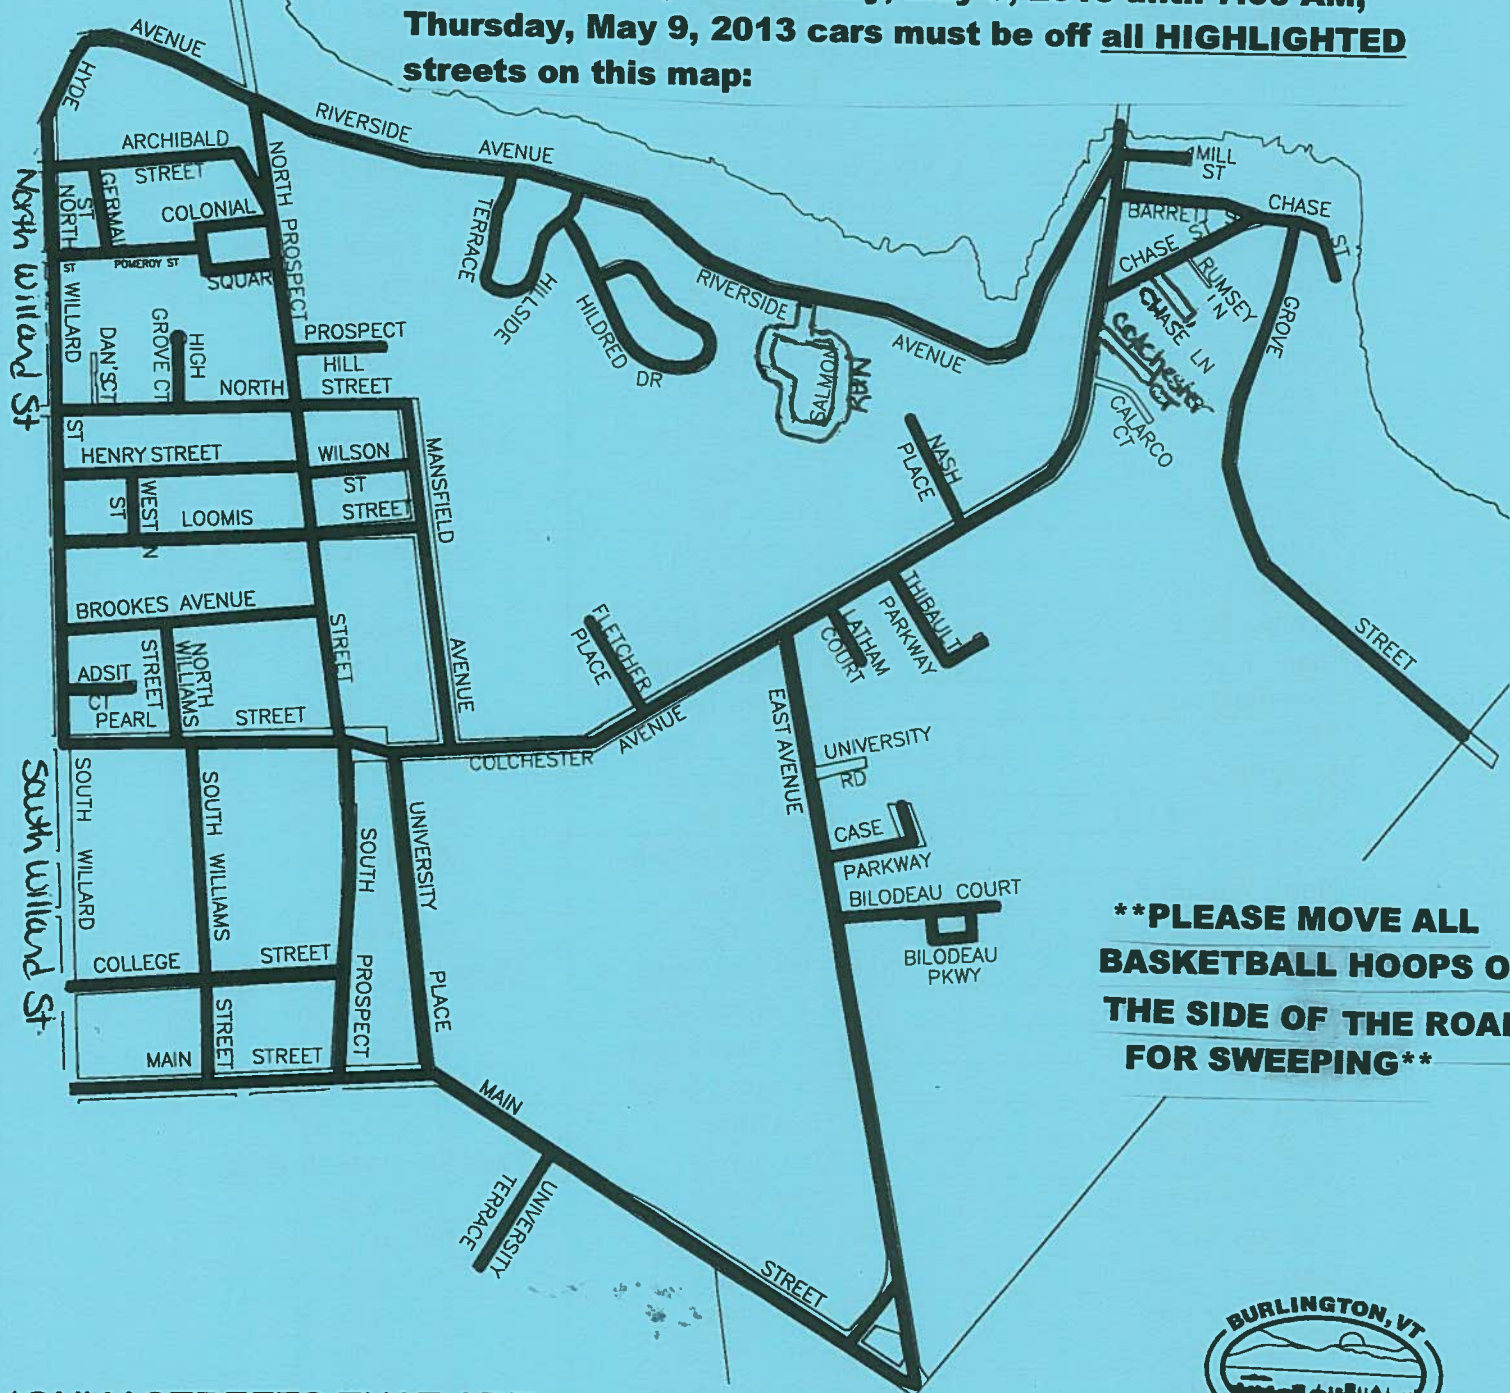 Thursday, May 9, 2013 cars must be off all HIGHLIGHTED
streets on this map:
HYDE
AVENUE
RIVERSIDE
AVENUE
ARCHIBALD
STREET
GERMAIN
ST
NORTH
ST
WILLARD
ST
North Willard St
COLONIAL
SQUAR
POMEROY ST
NORTH PROSPECT
STREET
TERRACE
HILLSIDE
HILDRED DR
RIVERSIDE
AVENUE
SALMON
RUN
MILL
ST
BARRETT ST
CHASE
ST
CHASE
ST
RUMSEY
LN
CHASE LN
Colchester
CT
CALARCO
CT
GROVE
STREET
DAN'S CT
GROVE CT
HIGH
PROSPECT
HILL
NORTH
STREET
HENRY STREET
WILSON
ST
MANSFIELD
AVENUE
WESTON
ST
LOOMIS
STREET
BROOKES AVENUE
NORTH
WILLIAMS
STREET
ADSIT
CT
PEARL
STREET
FLETCHER
PLACE
NASH
PLACE
THIBAULT
PARKWAY
LATHAM
COURT
COLCHESTER
AVENUE
EAST AVENUE
UNIVERSITY
RD
CASE
PARKWAY
BILODEAU COURT
BILODEAU
PKWY
SOUTH
WILLARD
South Willard St.
SOUTH
WILLIAMS
STREET
SOUTH
PROSPECT
UNIVERSITY
PLACE
COLLEGE
STREET
MAIN
STREET
MAIN
STREET
UNIVERSITY
TERRACE
**PLEASE MOVE ALL
BASKETBALL HOOPS O
THE SIDE OF THE ROAD
FOR SWEEPING**
BURLINGTON, VT